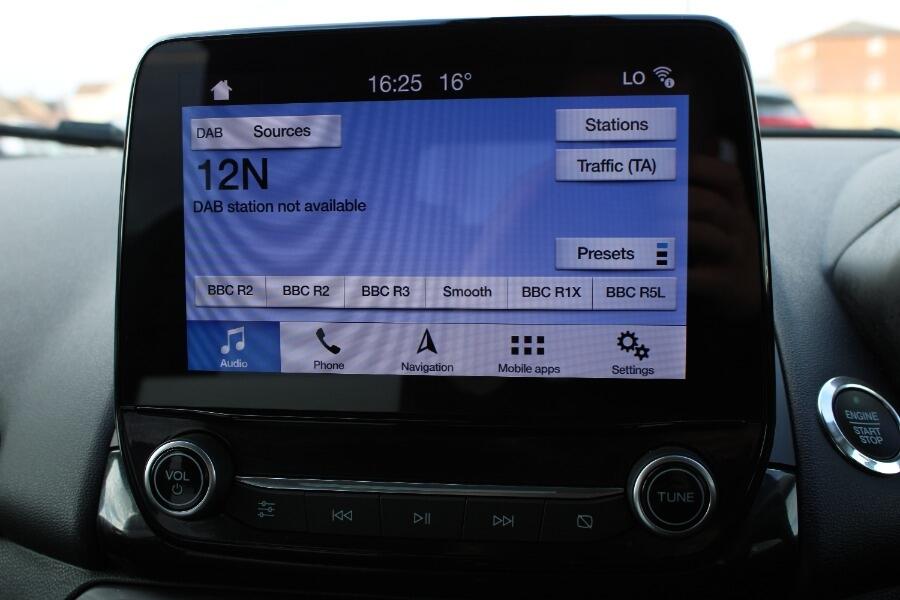 16:25 16° LO
DAB Sources
Stations
12N
Traffic (TA)
DAB station not available
Presets
BBC R2 BBC R2 BBC R3 Smooth BBC R1X BBC R5L
Audio Phone Navigation Mobile apps Settings
ENGINE
START
STOP
VOL
TUNE